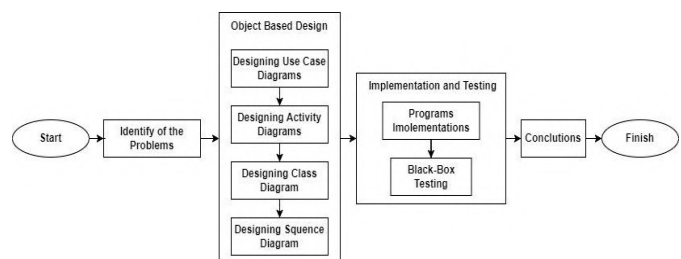 Start
Identify of the
Problems
Object Based Design
Designing Use Case
Diagrams
Designing Activity
Diagrams
Designing Class
Diagram
Designing Squence
Diagram
Implementation and Testing
Programs
Imolementations
Black-Box
Testing
Conclutions
Finish